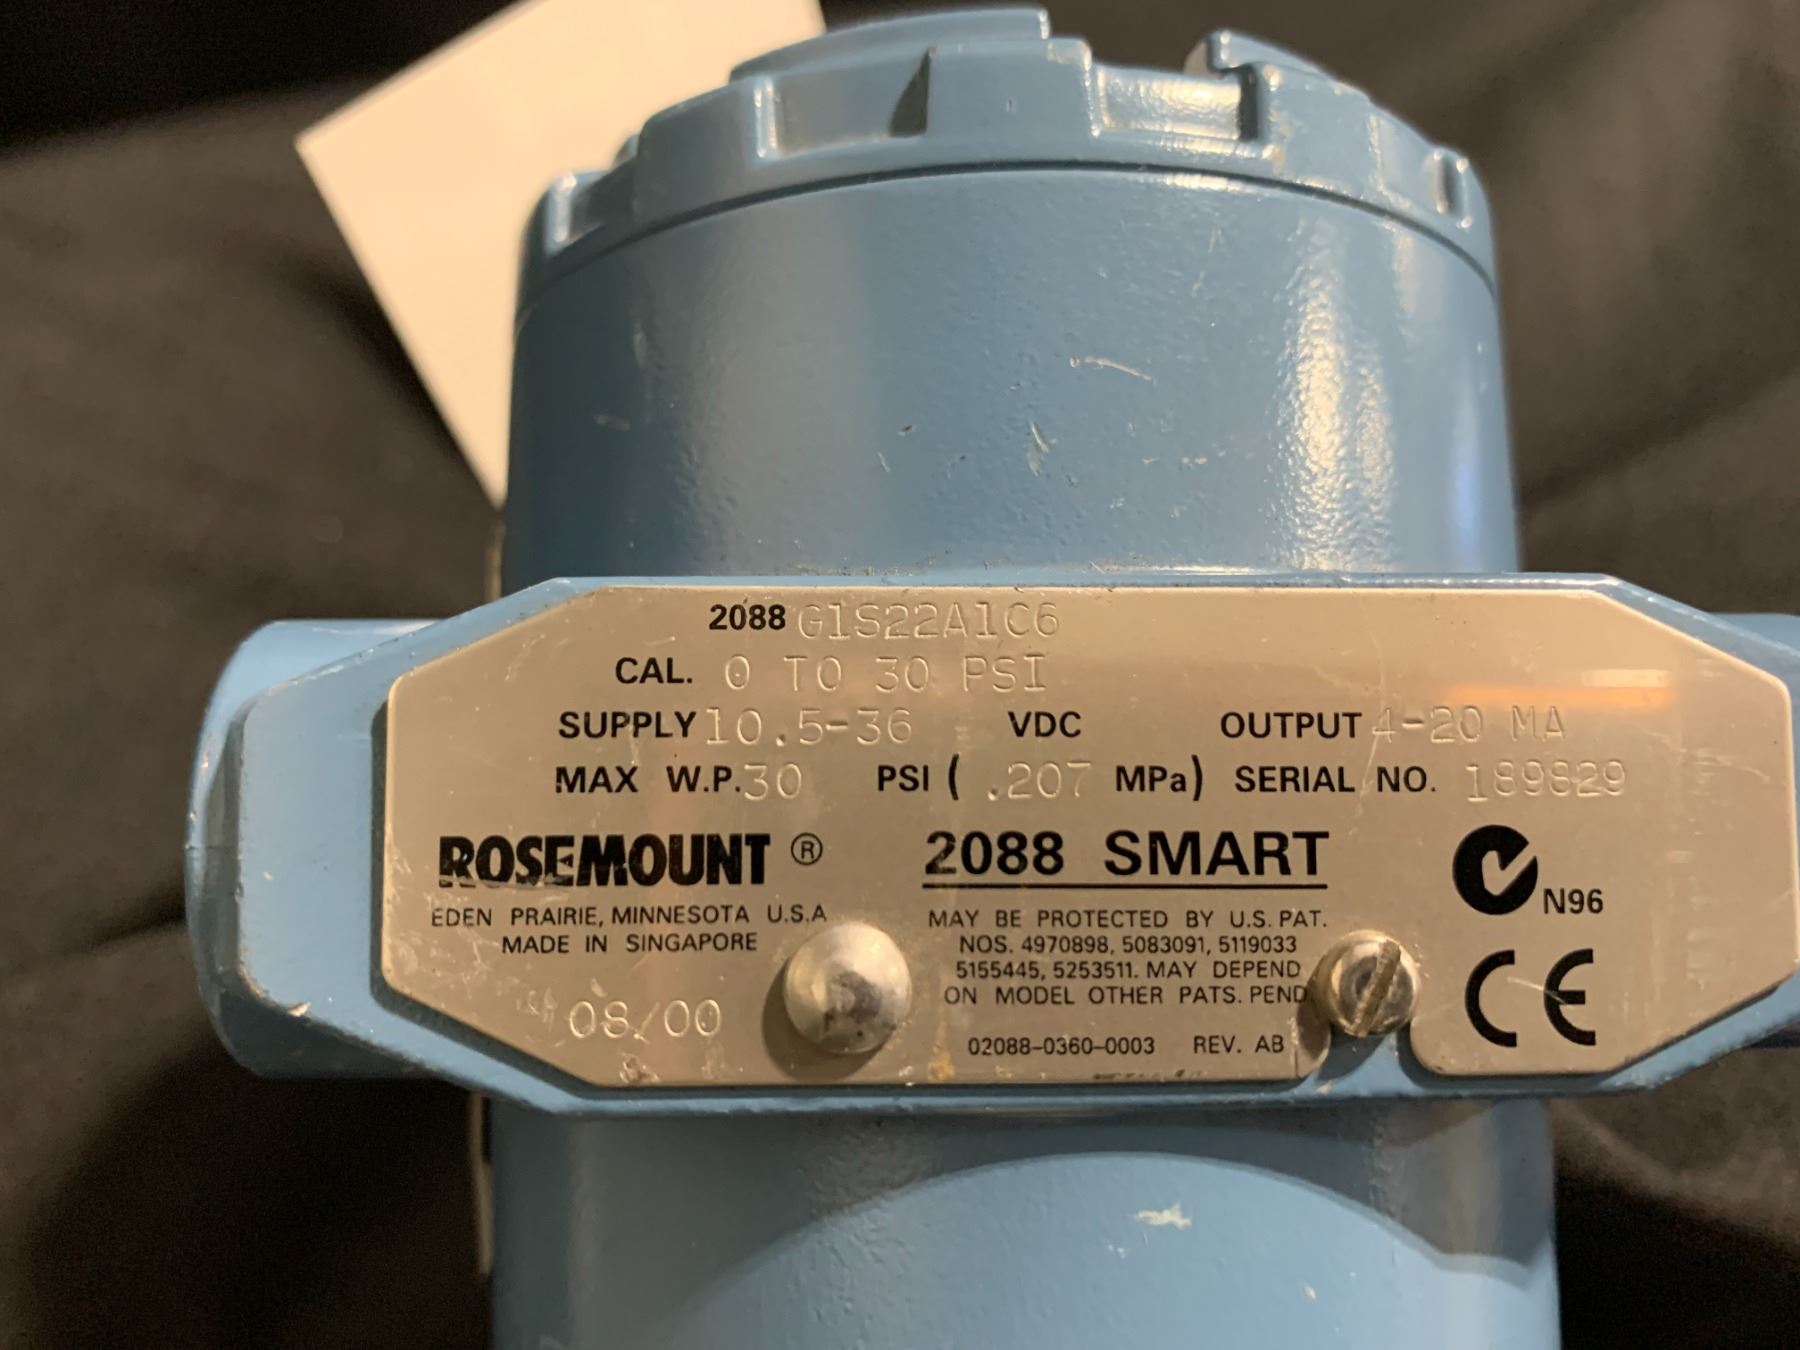 2088 G1S22A1C6
CAL. 0 TO 30 PSI
SUPPLY 10.5-36 VDC OUTPUT 4-20 MA
MAX W.P. 30 PSI ( .207 MPa) SERIAL NO. 189829
ROSEMOUNT ® 2088 SMART
EDEN PRAIRIE, MINNESOTA U.S.A
MADE IN SINGAPORE
08/00
MAY BE PROTECTED BY U.S. PAT.
NOS. 4970898, 5083091, 5119033
5155445, 5253511. MAY DEPEND
ON MODEL OTHER PATS. PEND
02088-0360-0003 REV. AB
N96
CE